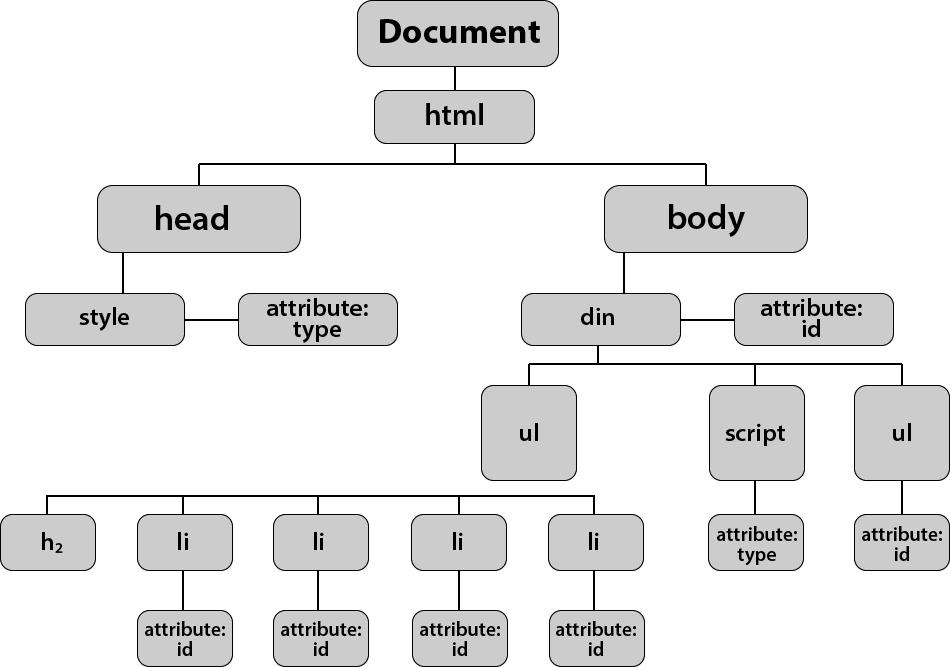 Document
html
head
body
style
attribute:
type
din
attribute:
id
ul
script
ul
h₂
li
li
li
li
attribute:
type
attribute:
id
attribute:
id
attribute:
id
attribute:
id
attribute:
id